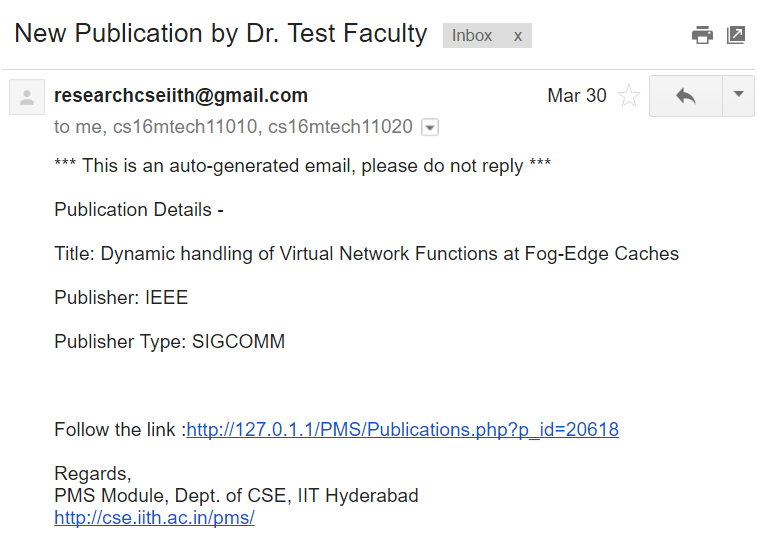 New Publication by Dr. Test Faculty Inbox x
researchcseiith@gmail.com Mar 30
to me, cs16mtech11010, cs16mtech11020
*** This is an auto-generated email, please do not reply ***
Publication Details -
Title: Dynamic handling of Virtual Network Functions at Fog-Edge Caches
Publisher: IEEE
Publisher Type: SIGCOMM
Follow the link :http://127.0.1.1/PMS/Publications.php?p_id=20618
Regards,
PMS Module, Dept. of CSE, IIT Hyderabad
http://cse.iith.ac.in/pms/